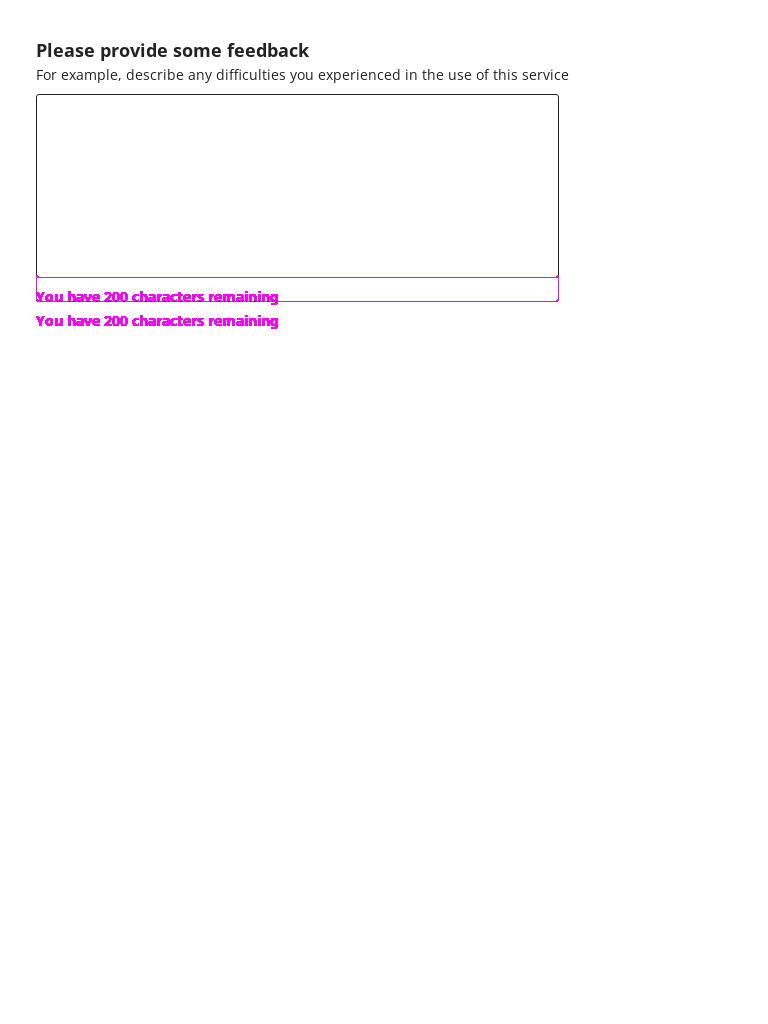 Please provide some feedback
For example, describe any difficulties you experienced in the use of this service
You have 200 characters remaining
You have 200 characters remaining